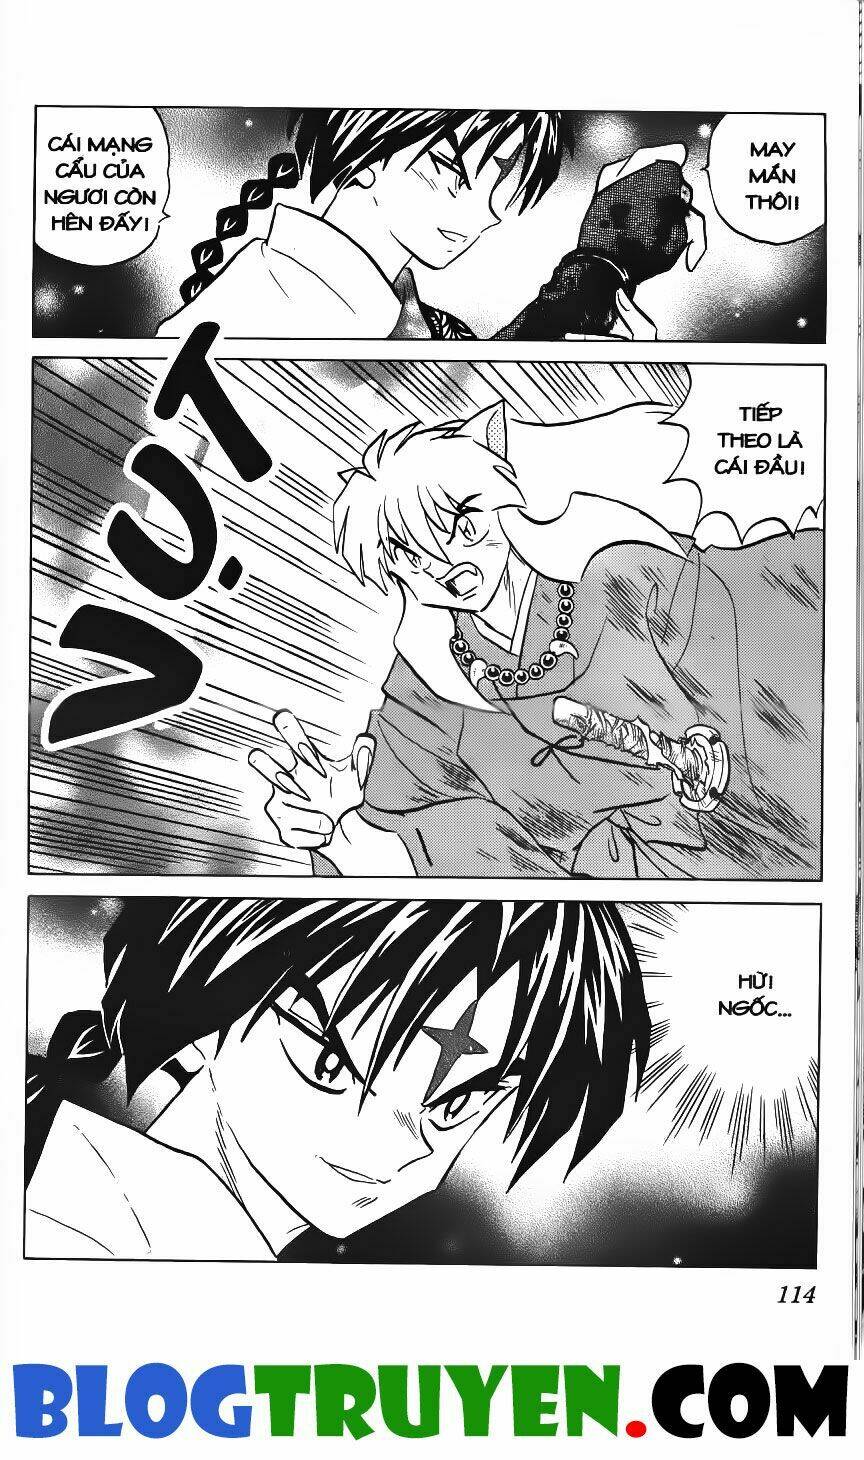 MAY
MẮN
THÔI!
CÁI MẠNG
CẨU CỦA
NGƯƠI CÒN
HÊN ĐẤY!
TIẾP
THEO LÀ
CÁI ĐẦU!
VỤT
HỪ!
NGỐC...
114
BLOGTRUYEN.COM